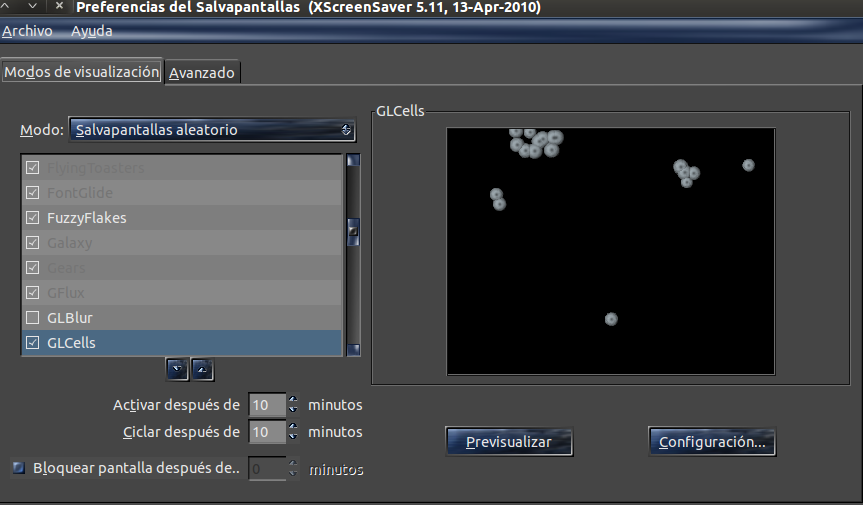 Preferencias del Salvapantallas (XScreenSaver 5.11, 13-Apr-2010)
Archivo Ayuda
Modos de visualización Avanzado
Modo: Salvapantallas aleatorio
FlyingToasters
FontGlide
FuzzyFlakes
Galaxy
Gears
GFlux
GLBlur
GLCells
Activar después de 10 minutos
Ciclar después de 10 minutos
Bloquear pantalla después de.. 0 minutos
GLCells
Previsualizar Configuración...